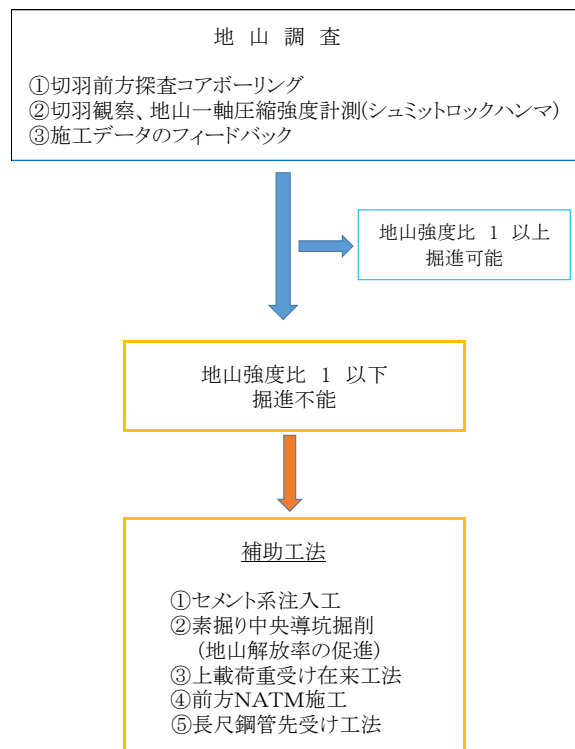 地 山 調 査
①切羽前方探査コアボーリング
②切羽観察、地山一軸圧縮強度計測(シュミットロックハンマ)
③施工データのフィードバック
地山強度比 1 以上
掘進可能
地山強度比 1 以下
掘進不能
補助工法
①セメント系注入工
②素掘り中央導坑掘削
(地山解放率の促進)
③上載荷重受け在来工法
④前方NATM施工
⑤長尺鋼管先受け工法